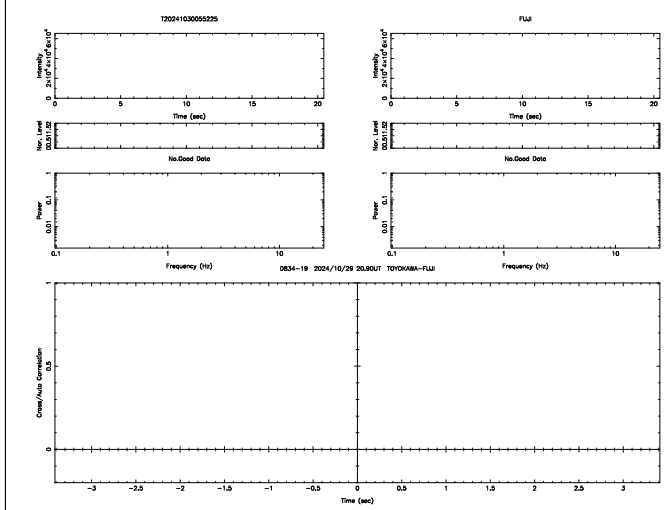 T20241030055225
FUJI
Intensity
0 2×10⁴ 4×10⁴ 6×10⁴
0 5 10 15 20
Time (sec)
Intensity
0 2×10⁴ 4×10⁴ 6×10⁴
0 5 10 15 20
Time (sec)
Nor. Level
00.511.52
Nor. Level
00.511.52
No.Good Data
No.Good Data
Power
0.01 0.1 1
0.1 1 10
Frequency (Hz)
Power
0.01 0.1 1
0.1 1 10
Frequency (Hz)
0834-19 2024/10/29 20.90UT TOYOKAWA-FUJI
Cross/Auto Correlation
0 0.5 1
-3 -2.5 -2 -1.5 -1 -0.5 0 0.5 1 1.5 2 2.5 3
Time (sec)